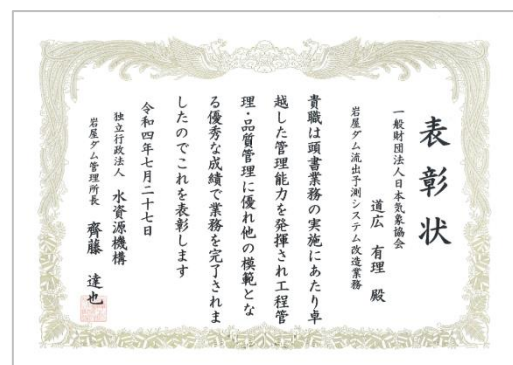 表彰状
一般財団法人日本気象協会
道広 有理 殿
岩屋ダム流出予測システム改造業務
貴職は頭書業務の実施にあたり卓
越した管理能力を発揮され工程管
理・品質管理に優れ他の模範とな
る優秀な成績で業務を完了されま
したのでこれを表彰します
令和四年七月二十七日
独立行政法人 水資源機構
岩屋ダム管理所長 齊藤 達也